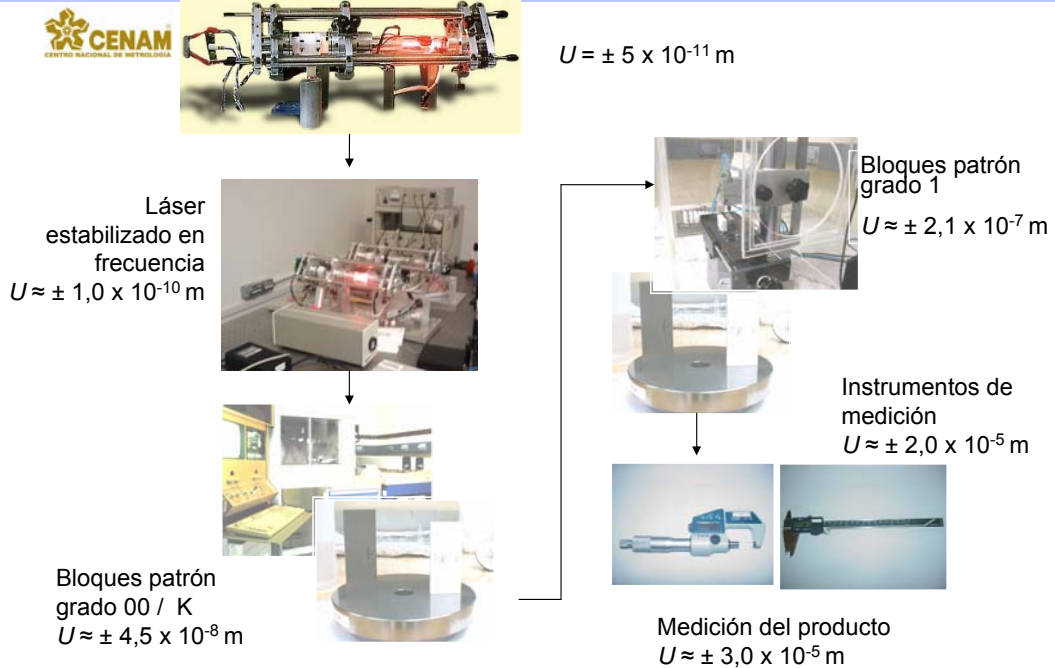 CENAM
CENTRO NACIONAL DE METROLOGÍA
U = ± 5 x 10⁻¹¹ m
Láser
estabilizado en
frecuencia
U ≈ ± 1,0 x 10⁻¹⁰ m
Bloques patrón
grado 00 / K
U ≈ ± 4,5 x 10⁻⁸ m
Bloques patrón
grado 1
U ≈ ± 2,1 x 10⁻⁷ m
Instrumentos de
medición
U ≈ ± 2,0 x 10⁻⁵ m
Medición del producto
U ≈ ± 3,0 x 10⁻⁵ m